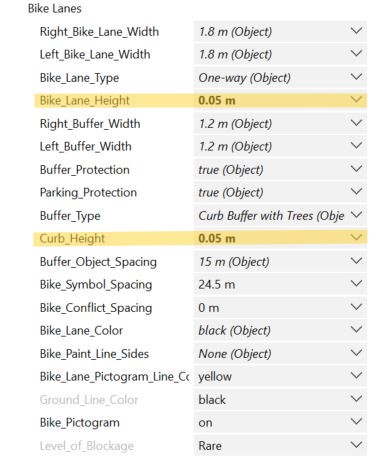 Bike Lanes
Right_Bike_Lane_Width 1.8 m (Object)
Left_Bike_Lane_Width 1.8 m (Object)
Bike_Lane_Type One-way (Object)
Bike_Lane_Height 0.05 m
Right_Buffer_Width 1.2 m (Object)
Left_Buffer_Width 1.2 m (Object)
Buffer_Protection true (Object)
Parking_Protection true (Object)
Buffer_Type Curb Buffer with Trees (Obje
Curb_Height 0.05 m
Buffer_Object_Spacing 15 m (Object)
Bike_Symbol_Spacing 24.5 m
Bike_Conflict_Spacing 0 m
Bike_Lane_Color black (Object)
Bike_Paint_Line_Sides None (Object)
Bike_Lane_Pictogram_Line_Cc yellow
Ground_Line_Color black
Bike_Pictogram on
Level_of_Blockage Rare